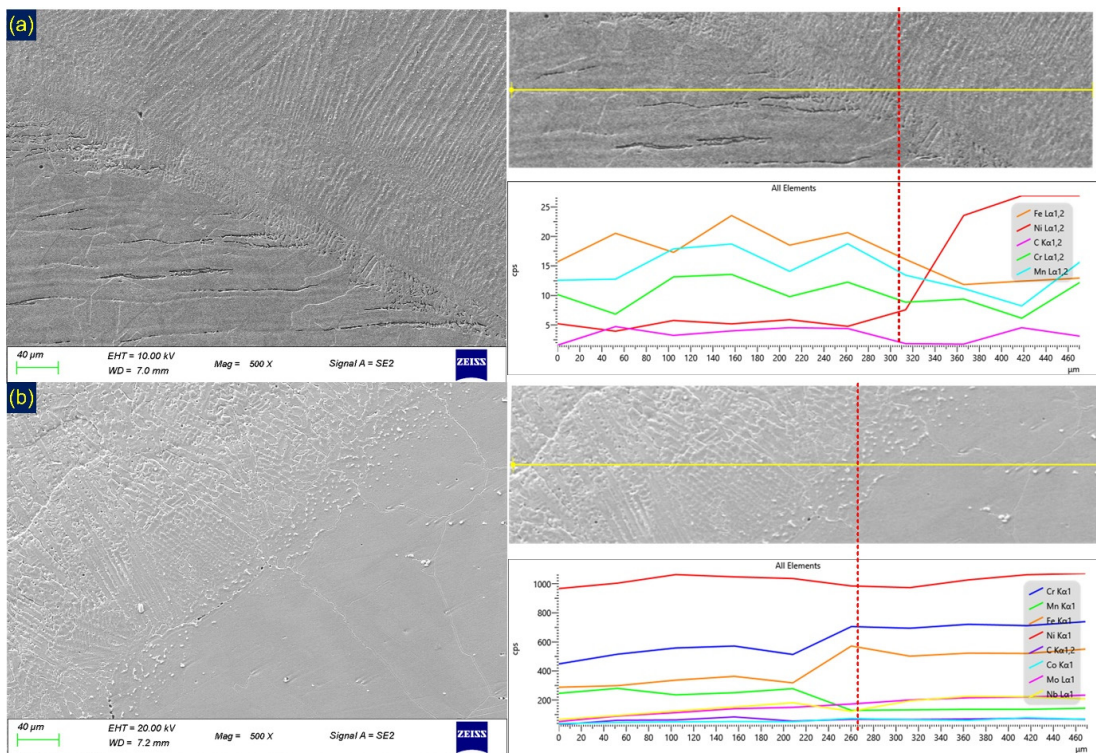 (a)
40 µm
EHT = 10.00 kV
WD = 7.0 mm
Mag = 500 X
Signal A = SE2
ZEISS
All Elements
cps
25
20
15
10
5
0 20 40 60 80 100 120 140 160 180 200 220 240 260 280 300 320 340 360 380 400 420 440 460
µm
Fe Lα1,2
Ni Lα1,2
C Kα1,2
Cr Lα1,2
Mn Lα1,2
(b)
40 µm
EHT = 20.00 kV
WD = 7.2 mm
Mag = 500 X
Signal A = SE2
ZEISS
All Elements
cps
1000
800
600
400
200
0 20 40 60 80 100 120 140 160 180 200 220 240 260 280 300 320 340 360 380 400 420 440 460
µm
Cr Kα1
Mn Kα1
Fe Kα1
Ni Kα1
C Kα1,2
Co Kα1
Mo Lα1
Nb Lα1